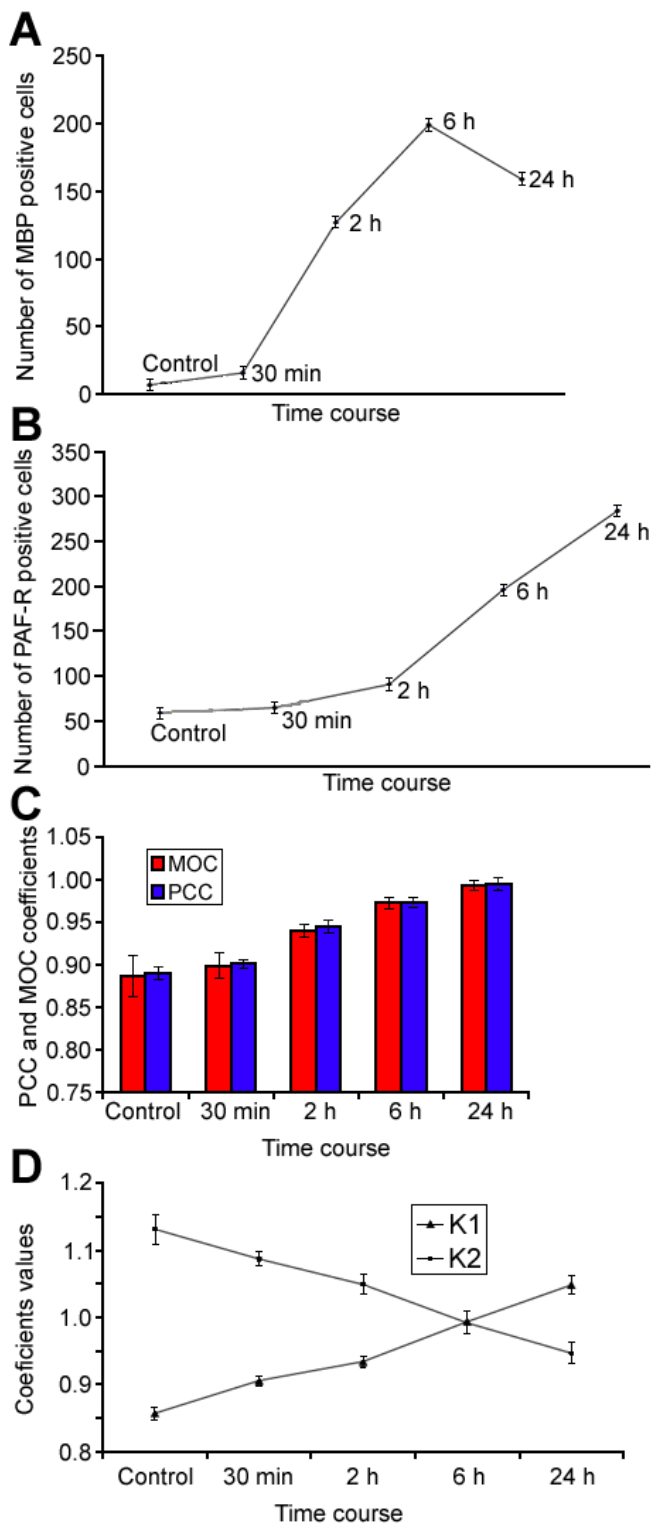 A
Number of MBP positive cells
250
200
150
100
50
0
Control
30 min
2 h
6 h
24 h
Time course
B
Number of PAF-R positive cells
350
300
250
200
150
100
50
0
Control
30 min
2 h
6 h
24 h
Time course
C
PCC and MOC coefficients
1.05
1.00
0.95
0.90
0.85
0.80
0.75
MOC
PCC
Control 30 min 2 h 6 h 24 h
Time course
D
Coeficients values
1.2
1.1
1.0
0.9
0.8
K1
K2
Control 30 min 2 h 6 h 24 h
Time course